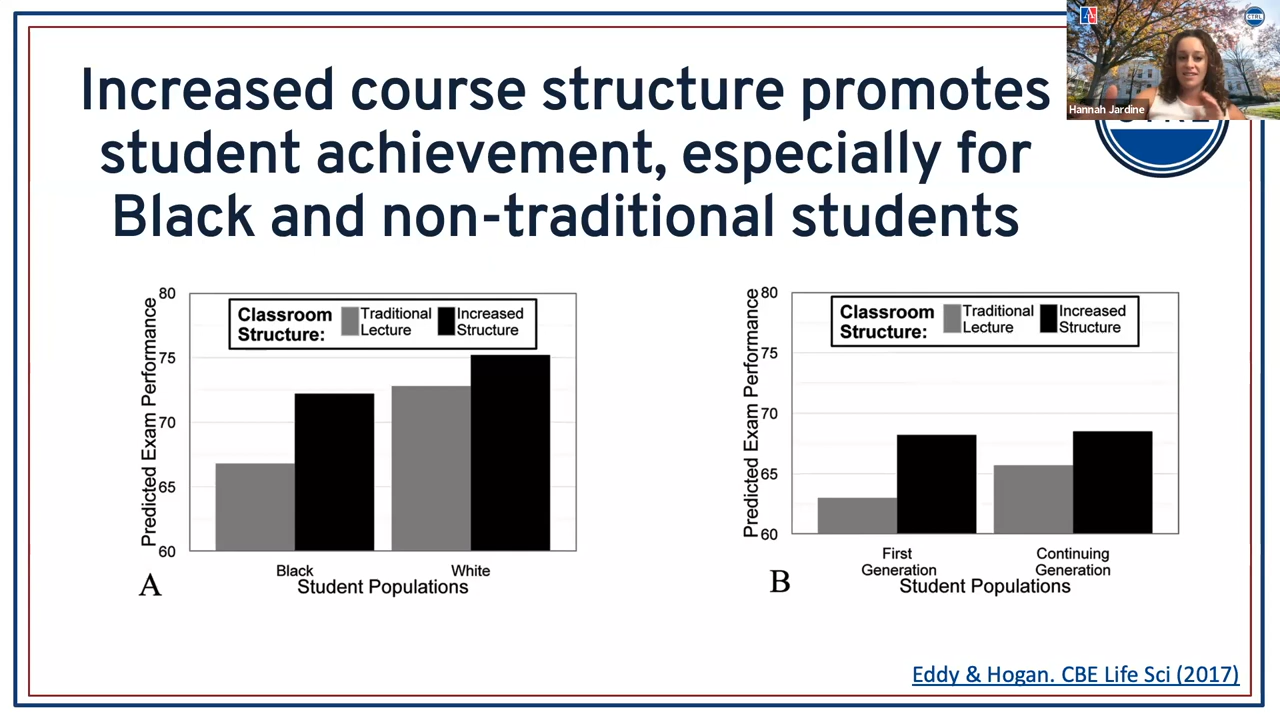 Increased course structure promotes
student achievement, especially for
Black and non-traditional students
CTRL
Hannah Jardine
Classroom Structure:
Traditional Lecture
Increased Structure
Predicted Exam Performance
80
75
70
65
60
Black
White
Student Populations
A
Classroom Structure:
Traditional Lecture
Increased Structure
Predicted Exam Performance
80
75
70
65
60
First Generation
Continuing Generation
Student Populations
B
Eddy & Hogan. CBE Life Sci (2017)